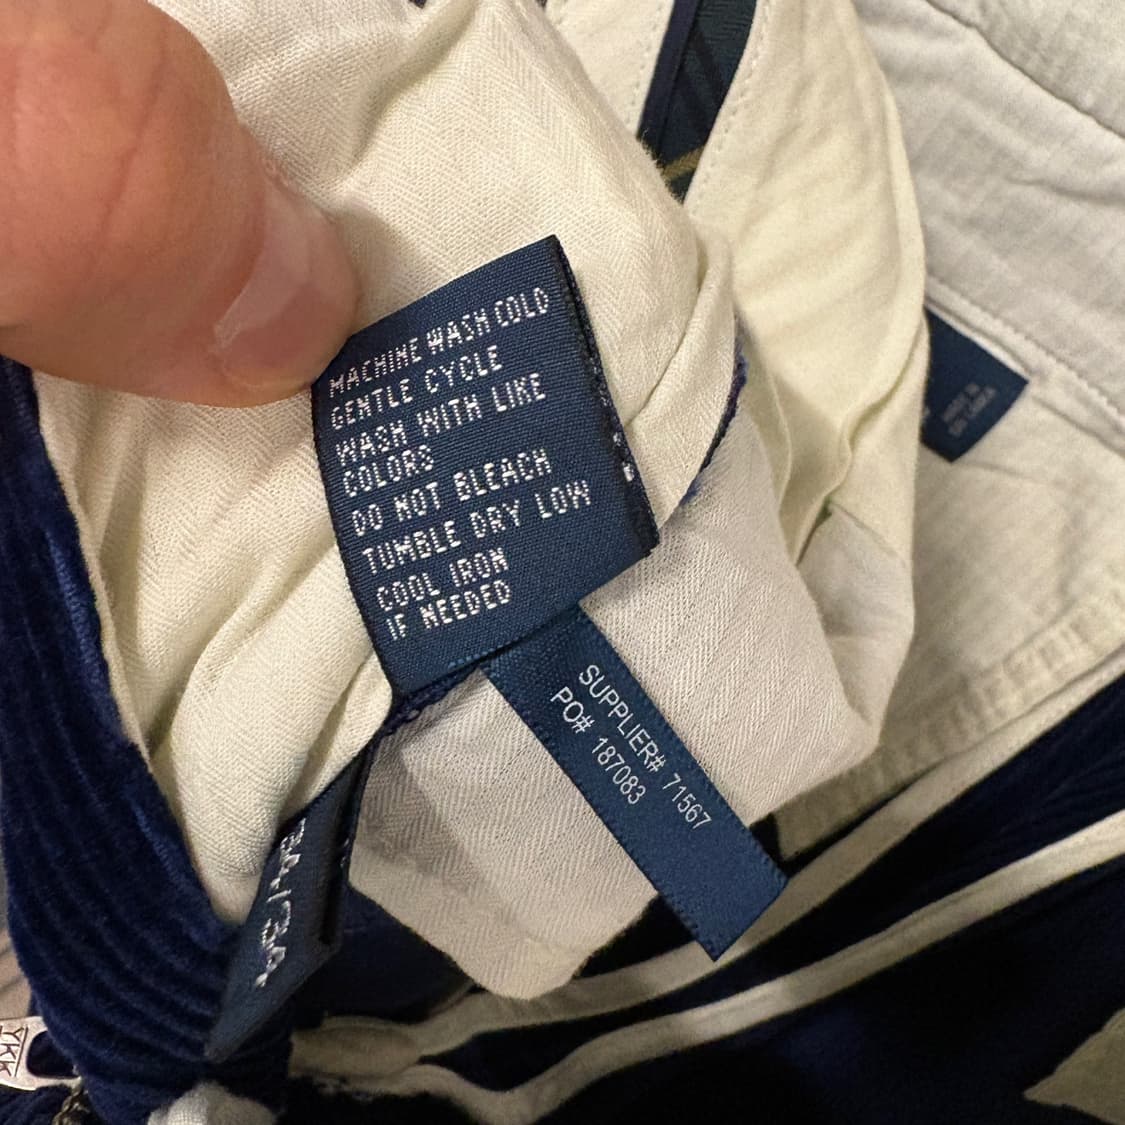 MACHINE WASH COLD
GENTLE CYCLE
WASH WITH LIKE
COLORS
DO NOT BLEACH
TUMBLE DRY LOW
COOL IRON
IF NEEDED
SUPPLIER# 71567
PO# 187083
YKK